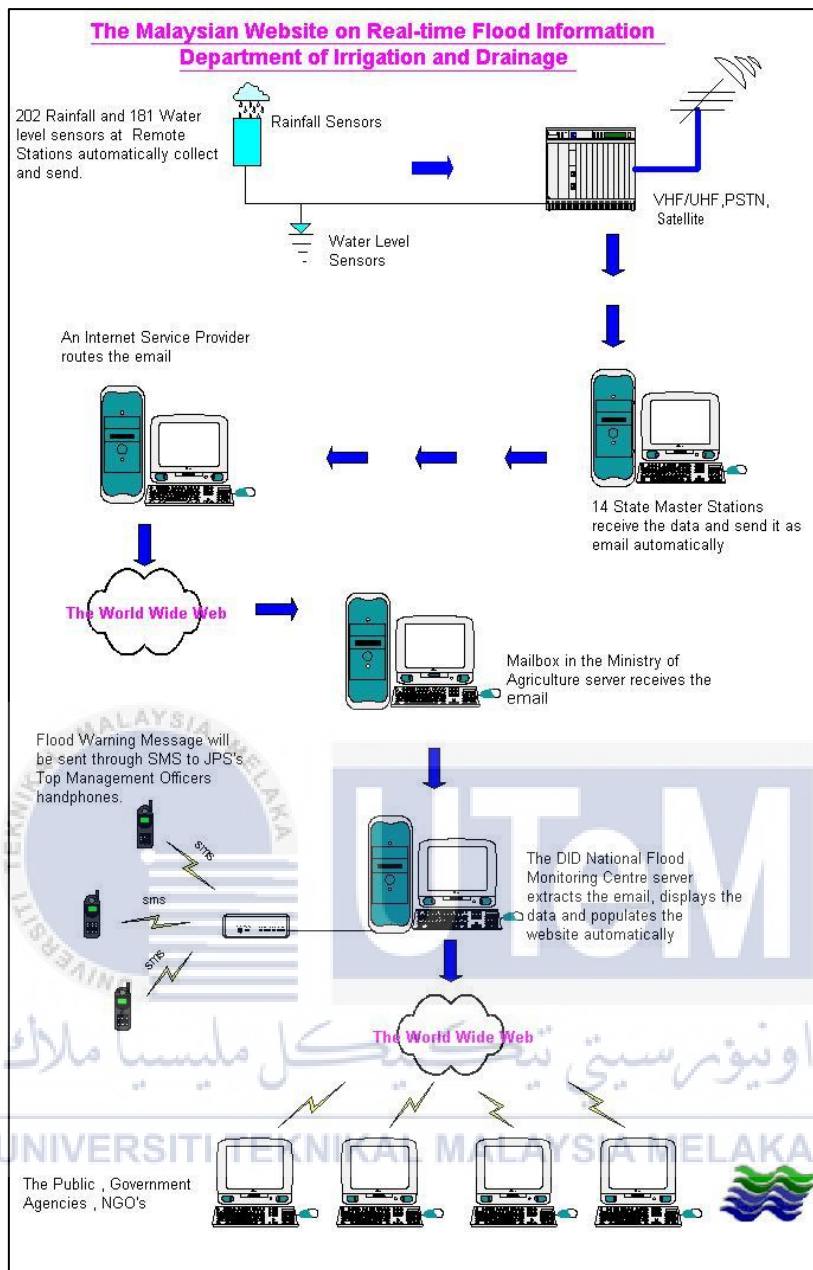 The Malaysian Website on Real-time Flood Information
Department of Irrigation and Drainage
202 Rainfall and 181 Water
level sensors at Remote
Stations automatically collect
and send.
Rainfall Sensors
Water Level
Sensors
VHF/UHF,PSTN,
Satellite
An Internet Service Provider
routes the email
14 State Master Stations
receive the data and send it as
email automatically
The World Wide Web
Mailbox in the Ministry of
Agriculture server receives the
email
Flood Warning Message will
be sent through SMS to JPS's
Top Management Officers
handphones.
sms
sms
sms
The DID National Flood
Monitoring Centre server
extracts the email, displays the
data and populates the
website automatically
The World Wide Web
The Public , Government
Agencies , NGO's
UNIVERSITI TEKNIKAL MALAYSIA MELAKA
UTeM
اونيۏرسيتي تيكنيكل مليسيا ملاك
UNIVERSITI TEKNIKAL MALAYSIA MELAKA